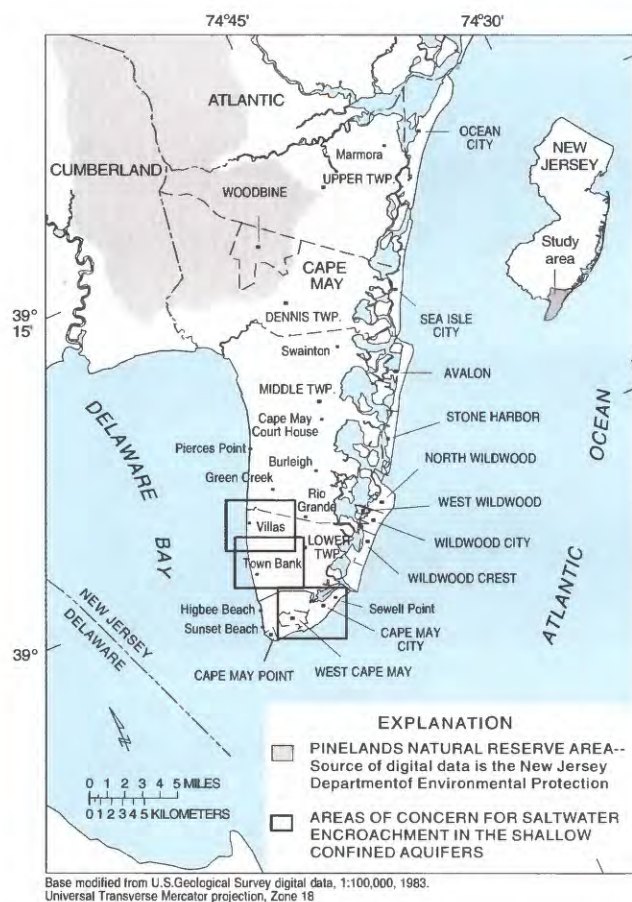 74°45'
74°30'
ATLANTIC
OCEAN
CITY
Marmora
NEW
JERSEY
CUMBERLAND
UPPER TWP.
WOODBINE
Study
area
CAPE
MAY
39°
15'
DENNIS TWP.
SEA ISLE
CITY
Swainton
AVALON
MIDDLE TWP.
STONE HARBOR
Cape May
Court House
DELAWARE
BAY
Pierces Point
Burleigh
NORTH WILDWOOD
Green Creek
Rio
Grande
WEST WILDWOOD
Villas
WILDWOOD CITY
LOWER
TWP.
Town Bank
WILDWOOD CREST
ATLANTIC
OCEAN
NEW JERSEY
DELAWARE
Higbee Beach
Sewell Point
Sunset Beach
CAPE MAY
CITY
39°
CAPE MAY POINT
WEST CAPE MAY
EXPLANATION
PINELANDS NATURAL RESERVE AREA--
Source of digital data is the New Jersey
Departmentof Environmental Protection
0 1 2 3 4 5 MILES
0 1 2 3 4 5 KILOMETERS
AREAS OF CONCERN FOR SALTWATER
ENCROACHMENT IN THE SHALLOW
CONFINED AQUIFERS
Base modified from U.S.Geological Survey digital data, 1:100,000, 1983.
Universal Transverse Mercator projection, Zone 18